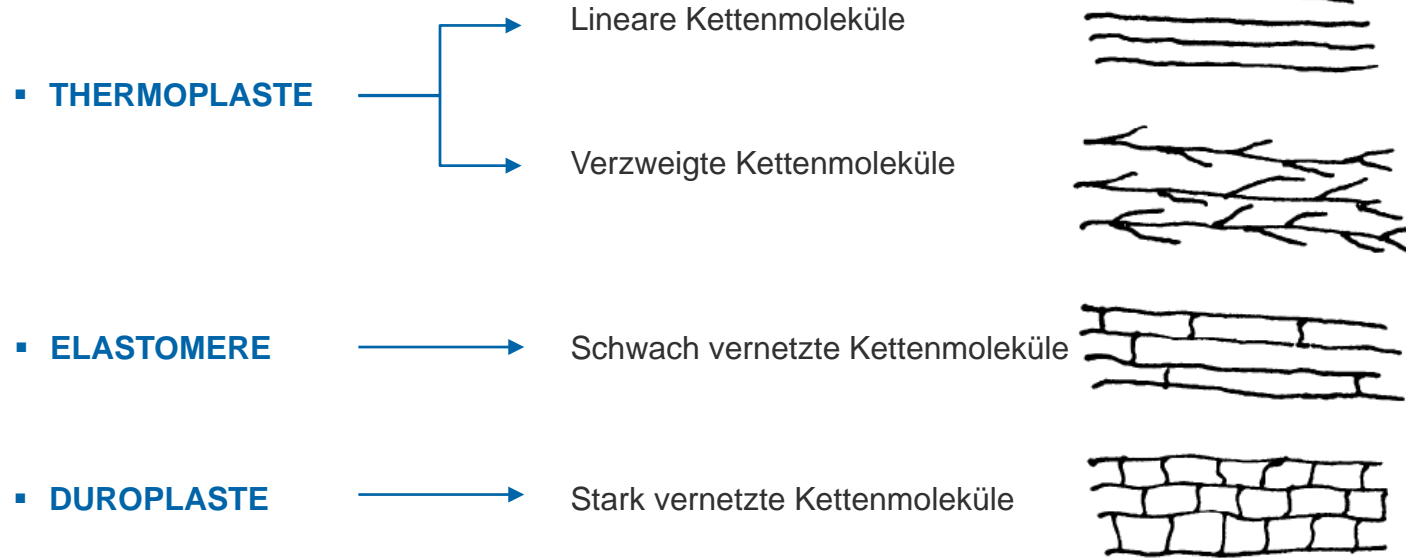 Lineare Kettenmoleküle
▪ THERMOPLASTE
Verzweigte Kettenmoleküle
▪ ELASTOMERE
Schwach vernetzte Kettenmoleküle
▪ DUROPLASTE
Stark vernetzte Kettenmoleküle